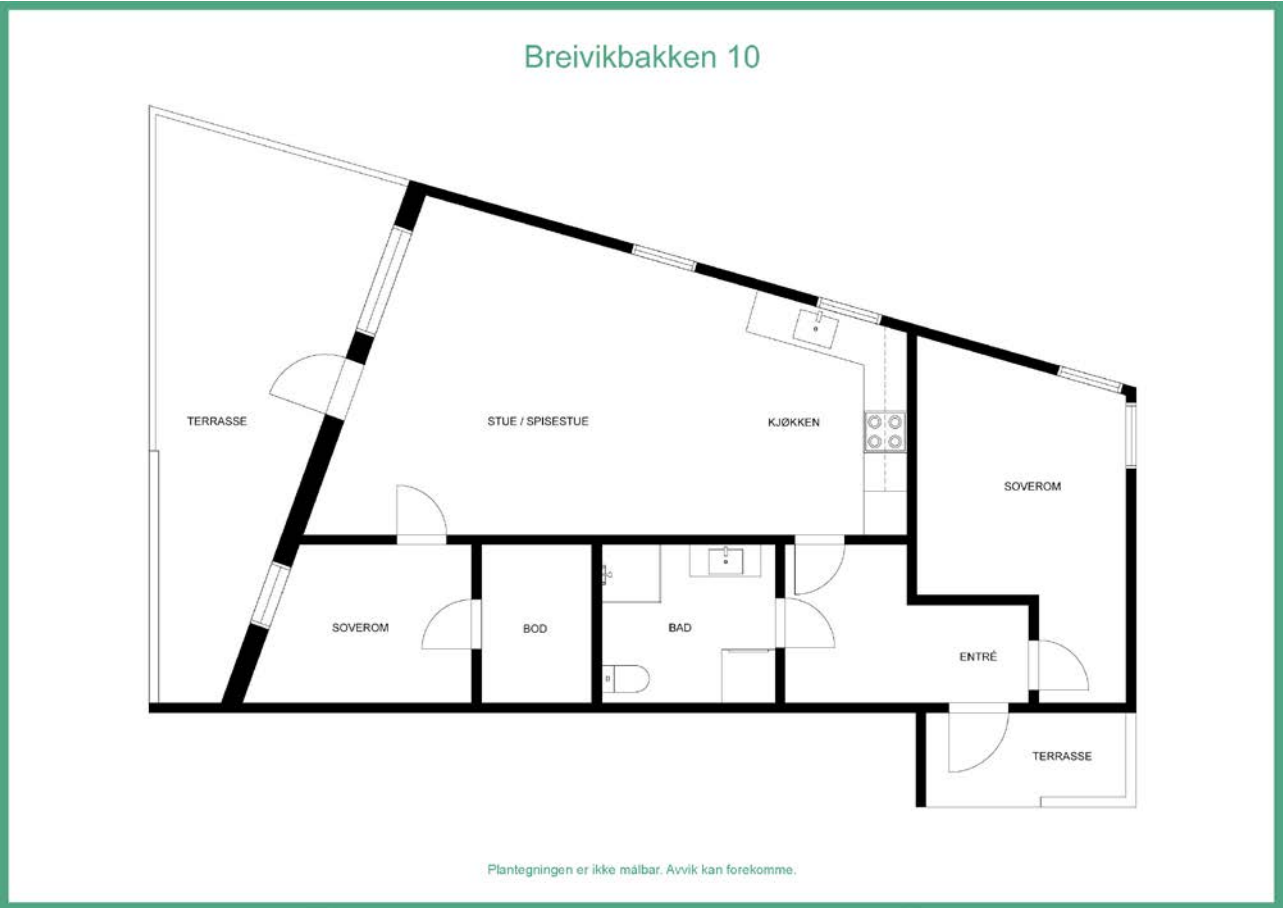 Breivikbakken 10
TERRASSE
STUE / SPISESTUE
KJØKKEN
SOVEROM
SOVEROM
BOD
BAD
ENTRÉ
TERRASSE
Plantegningen er ikke målbar. Avvik kan forekomme.